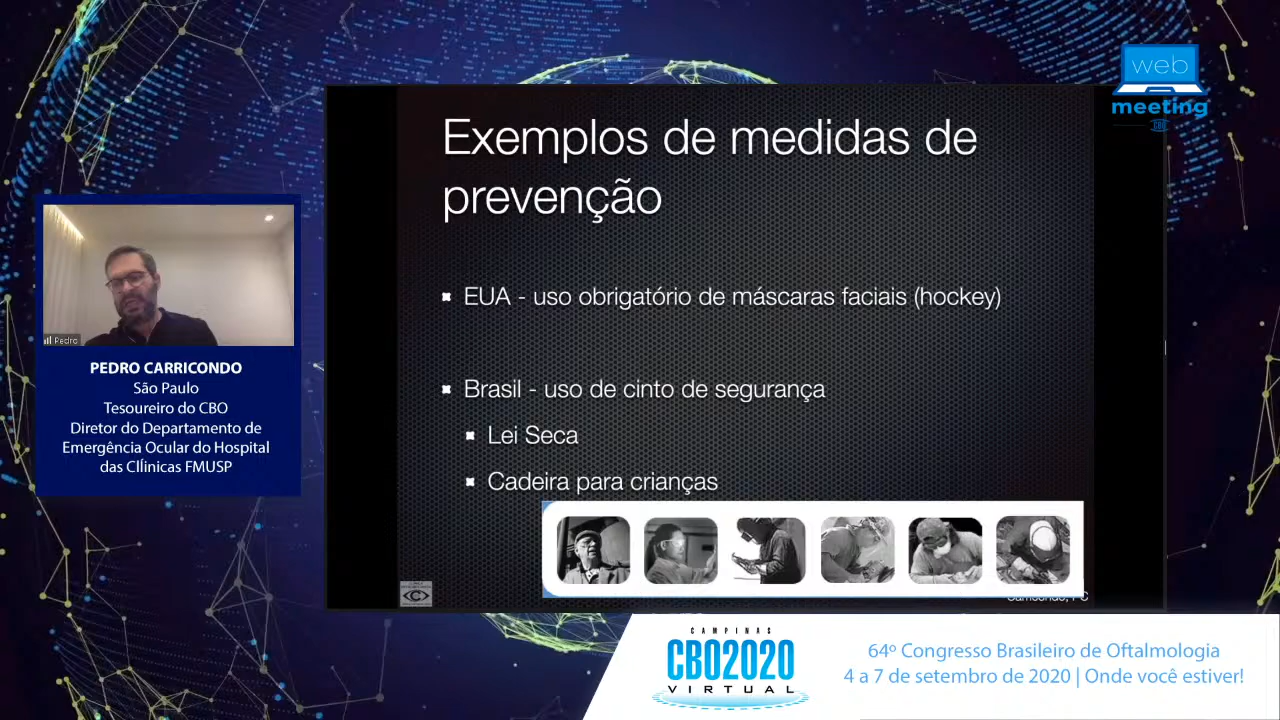 web
meeting
CBO
Exemplos de medidas de
prevenção
EUA - uso obrigatório de máscaras faciais (hockey)
Brasil - uso de cinto de segurança
Lei Seca
Cadeira para crianças
Pedro
PEDRO CARRICONDO
São Paulo
Tesoureiro do CBO
Diretor do Departamento de
Emergência Ocular do Hospital
das ClÍinicas FMUSP
CAMPINAS
CBO2020
VIRTUAL
64º Congresso Brasileiro de Oftalmologia
4 a 7 de setembro de 2020 | Onde você estiver!